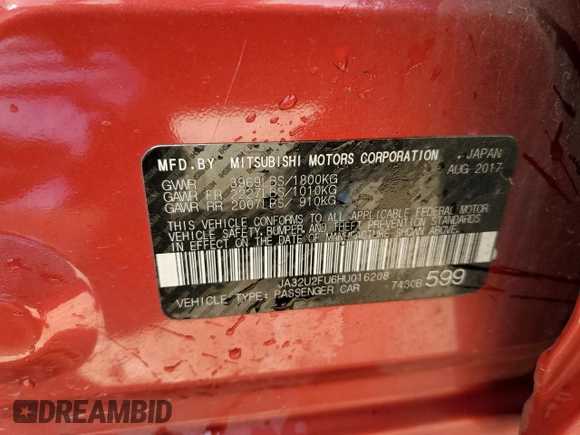 MFD.BY MITSUBISHI MOTORS CORPORATION . JAPAN
AUG 2017
GVWR 3969LBS/1800KG
GAWR FR 2227LBS/1010KG
GAWR RR 2007LBS/ 910KG
THIS VEHICLE CONFORMS TO ALL APPLICABLE FEDERAL MOTOR
VEHICLE SAFETY, BUMPER, AND THEFT PREVENTION STANDARDS
IN EFFECT ON THE DATE OF MANUFACTURE SHOWN ABOVE.
JA32U2FU6HU016208
VEHICLE TYPE: PASSENGER CAR 7430B 599
DREAMBID